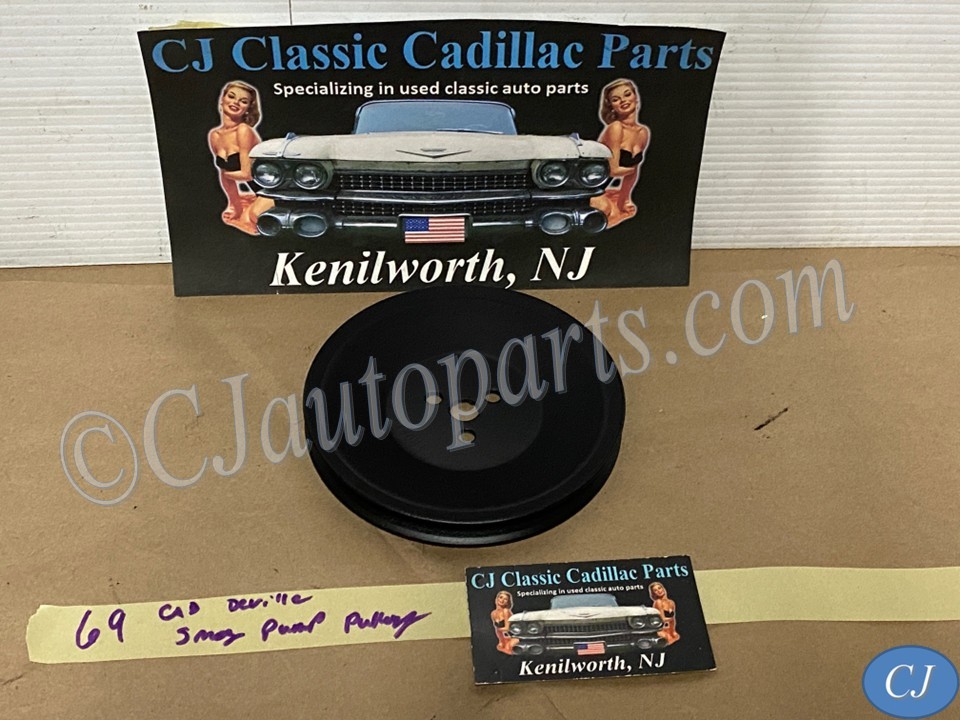 CJ Classic Cadillac Parts
Specializing in used classic auto parts
Kenilworth, NJ
©CJautoparts.com
69 CAD Deville
Smog Pump Pulley
CJ Classic Cadillac Parts
Specializing in used classic auto parts
Kenilworth, NJ
CJ